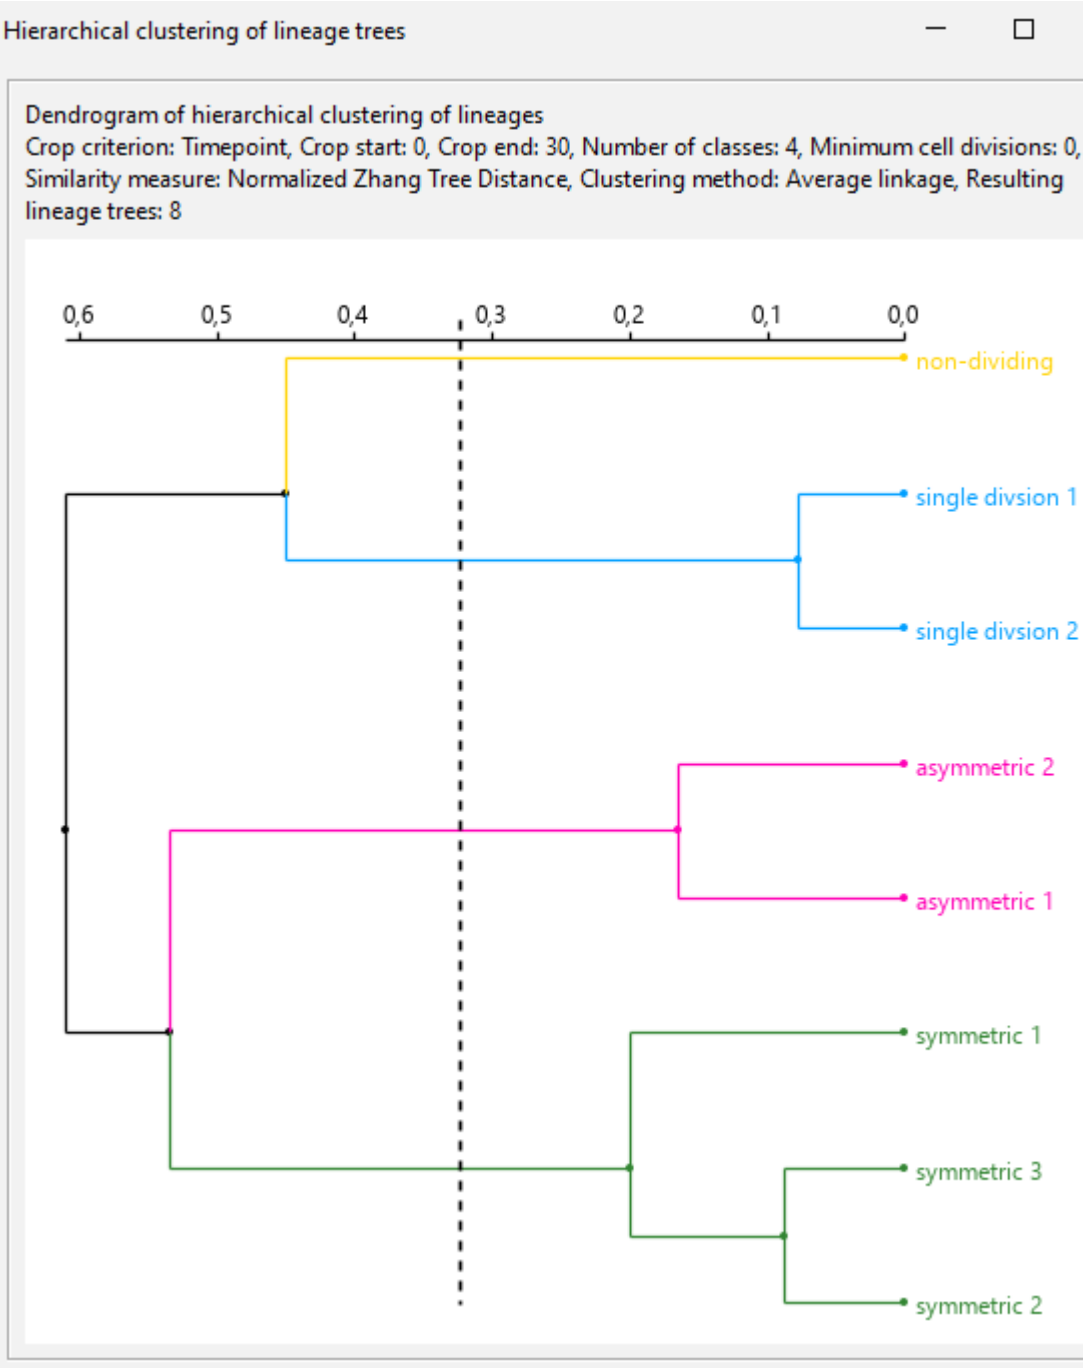 Hierarchical clustering of lineage trees
Dendrogram of hierarchical clustering of lineages
Crop criterion: Timepoint, Crop start: 0, Crop end: 30, Number of classes: 4, Minimum cell divisions: 0,
Similarity measure: Normalized Zhang Tree Distance, Clustering method: Average linkage, Resulting
lineage trees: 8
0,6 0,5 0,4 0,3 0,2 0,1 0,0
non-dividing
single divsion 1
single divsion 2
asymmetric 2
asymmetric 1
symmetric 1
symmetric 3
symmetric 2